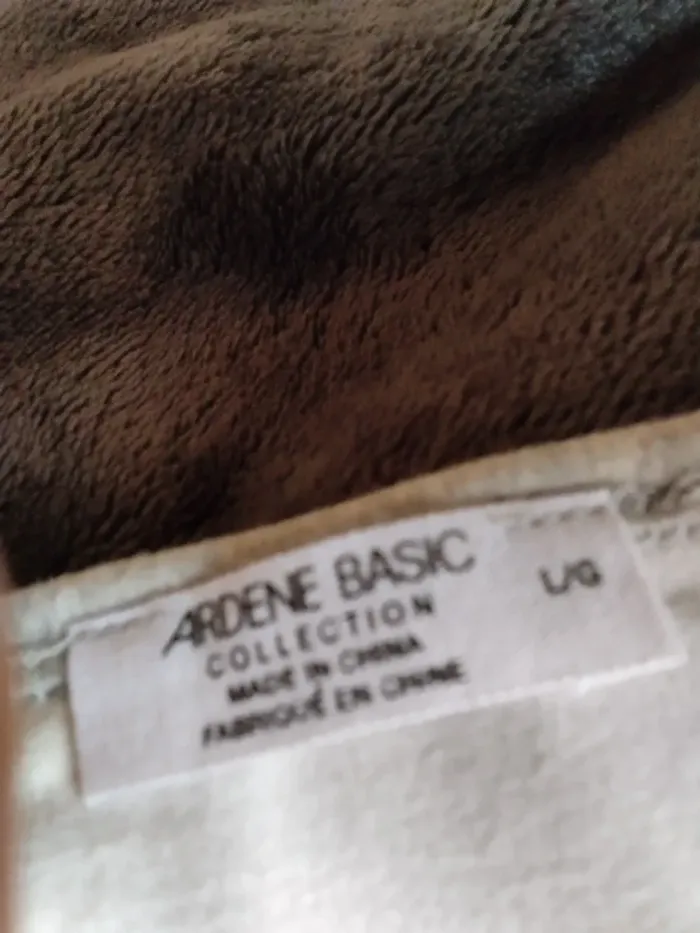 ARDENE BASIC
COLLECTION
MADE IN CHINA
FABRIQUÉ EN CHINE
L/G